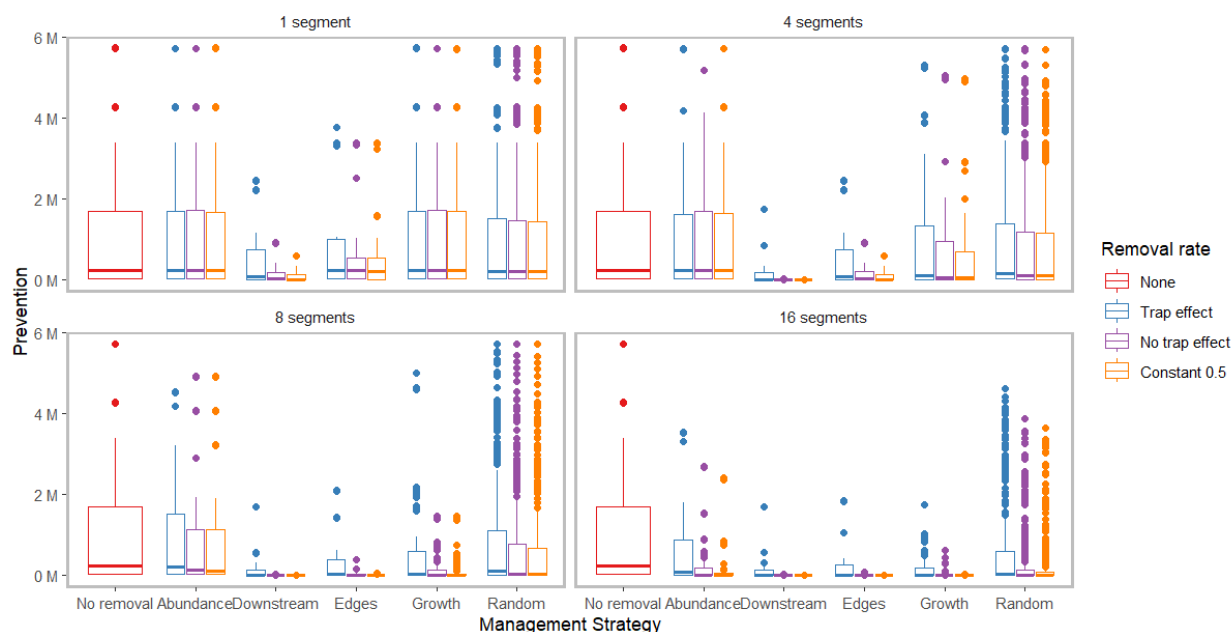 1 segment
4 segments
6 M
4 M
2 M
0 M
8 segments
16 segments
6 M
4 M
2 M
0 M
Prevention
No removal Abundance Downstream Edges Growth Random
No removal Abundance Downstream Edges Growth Random
Management Strategy
Removal rate
None
Trap effect
No trap effect
Constant 0.5